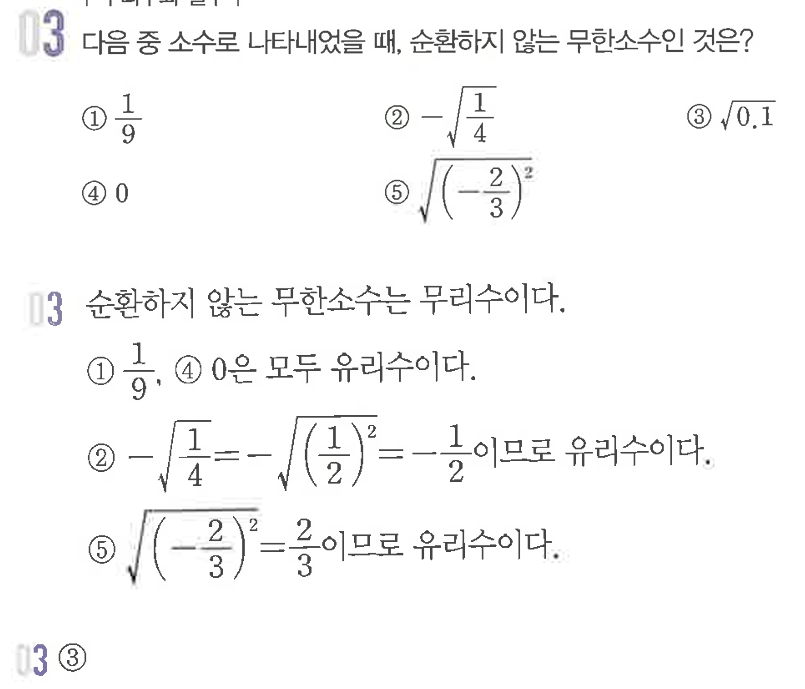 03 다음 중 소수로 나타내었을 때, 순환하지 않는 무한소수인 것은?
① 1/9 ② -√(1/4) ③ √0.1
④ 0 ⑤ √((-2/3)²)
03 순환하지 않는 무한소수는 무리수이다.
① 1/9, ④ 0은 모두 유리수이다.
② -√(1/4)=-√((1/2)²)=-1/2이므로 유리수이다.
⑤ √((-2/3)²)=2/3이므로 유리수이다.
03 ③